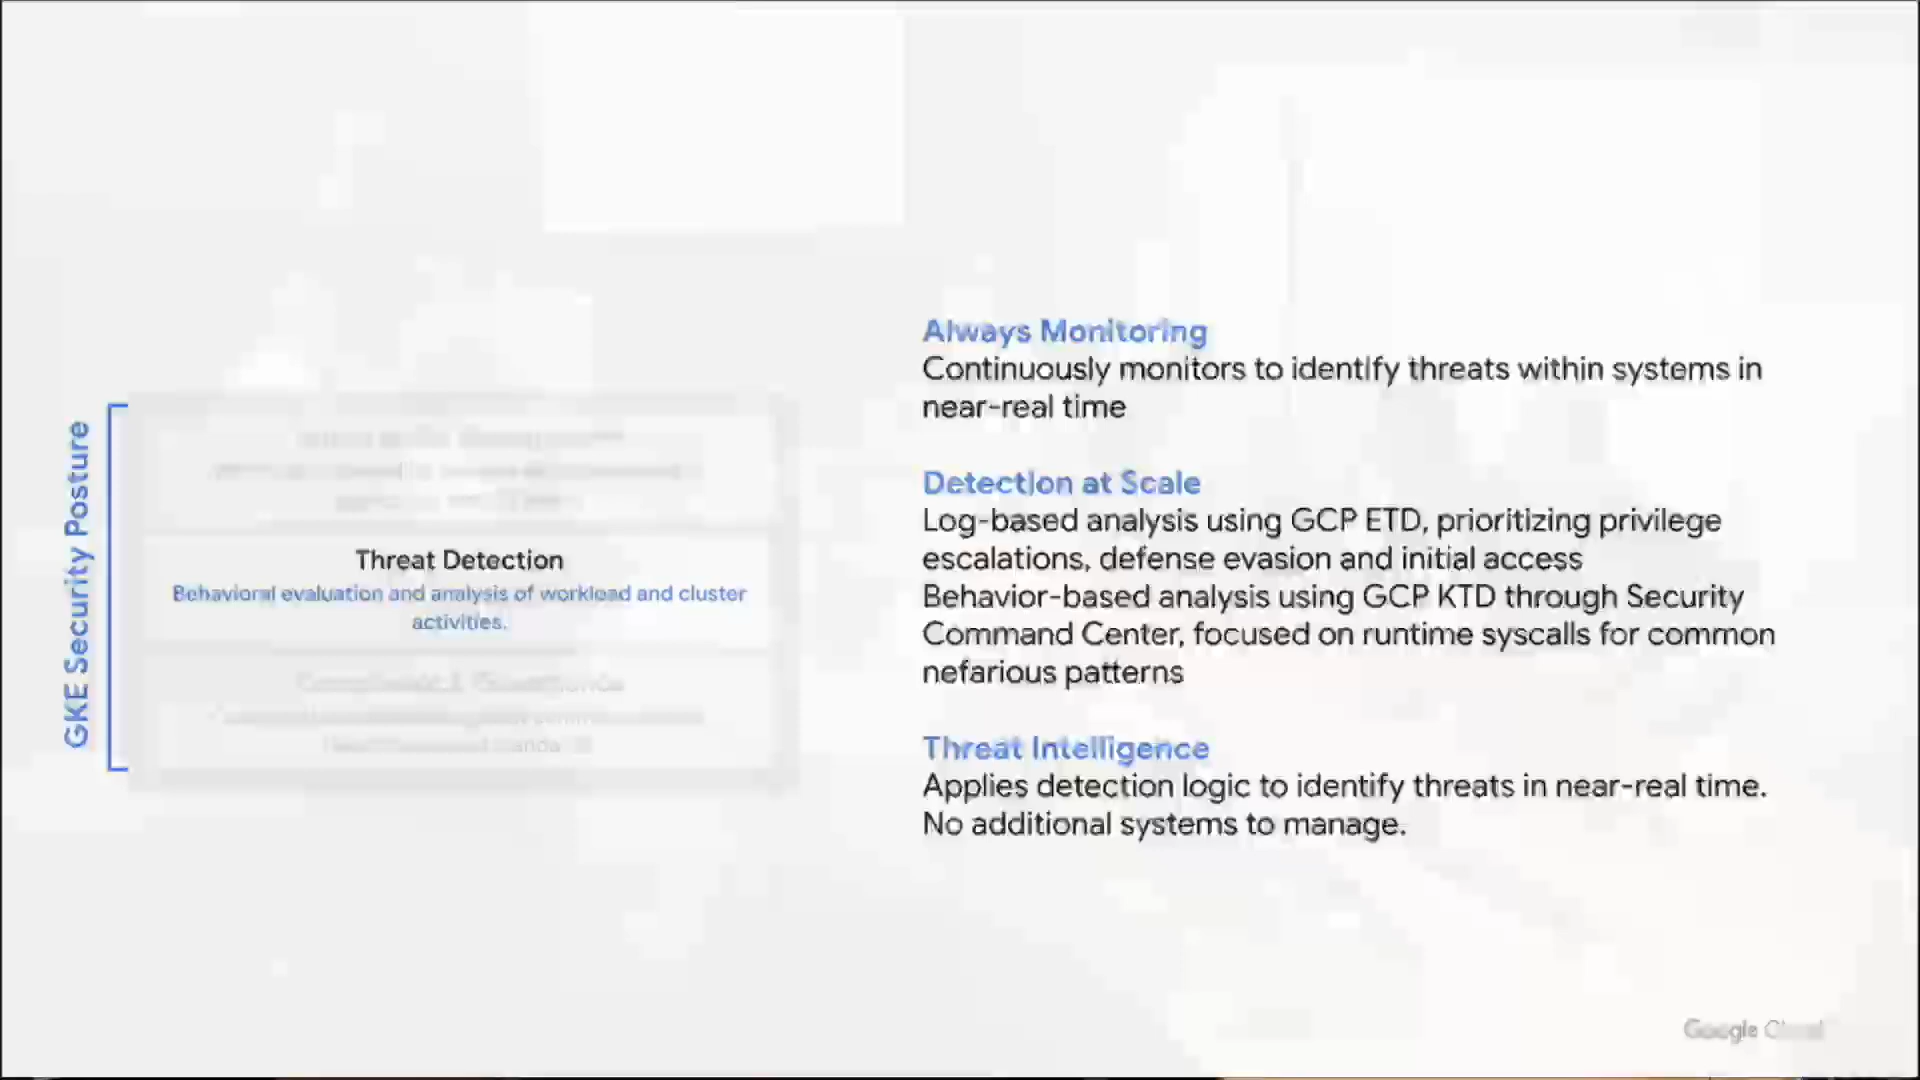 GKE Security Posture
Threat Detection
Behavioral evaluation and analysis of workload and cluster
activities.
Compliance & Governance
Always Monitoring
Continuously monitors to identify threats within systems in
near-real time
Detection at Scale
Log-based analysis using GCP ETD, prioritizing privilege
escalations, defense evasion and initial access
Behavior-based analysis using GCP KTD through Security
Command Center, focused on runtime syscalls for common
nefarious patterns
Threat Intelligence
Applies detection logic to identify threats in near-real time.
No additional systems to manage.
Google Cloud